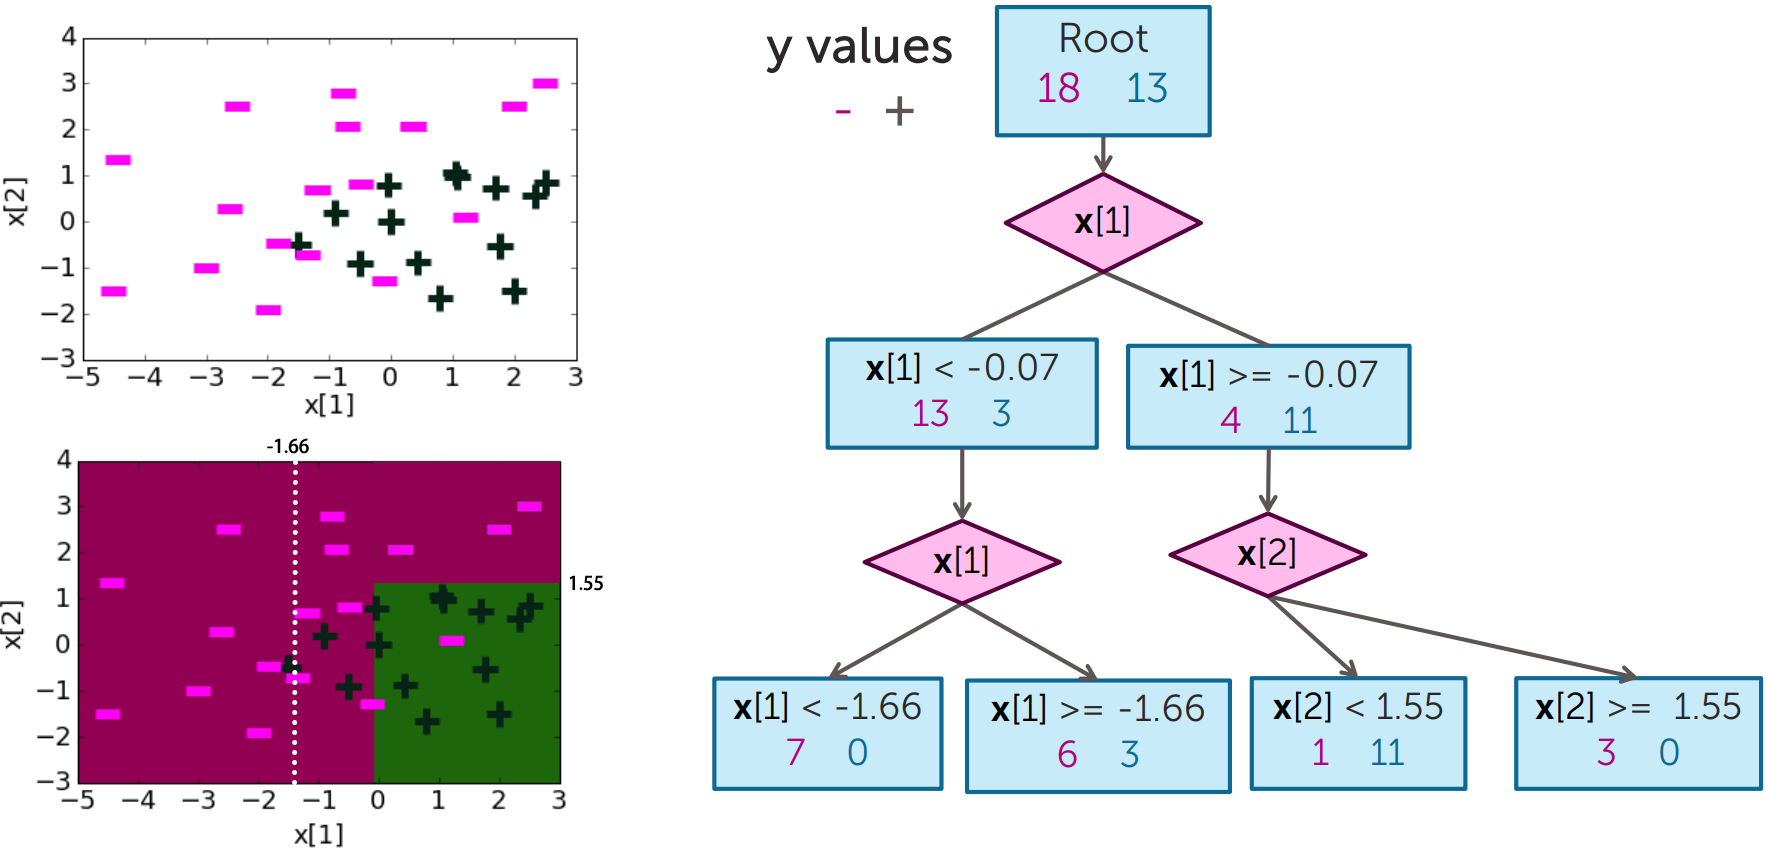 4
3
2
1
0
−1
−2
−3
−5 −4 −3 −2 −1 0 1 2 3
x[1]
x[2]
-1.66
4
3
2
1
0
−1
−2
−3
1.55
−5 −4 −3 −2 −1 0 1 2 3
x[1]
x[2]
y values
- +
Root
18 13
x[1]
x[1] < -0.07
13 3
x[1] >= -0.07
4 11
x[1]
x[2]
x[1] < -1.66
7 0
x[1] >= -1.66
6 3
x[2] < 1.55
1 11
x[2] >= 1.55
3 0